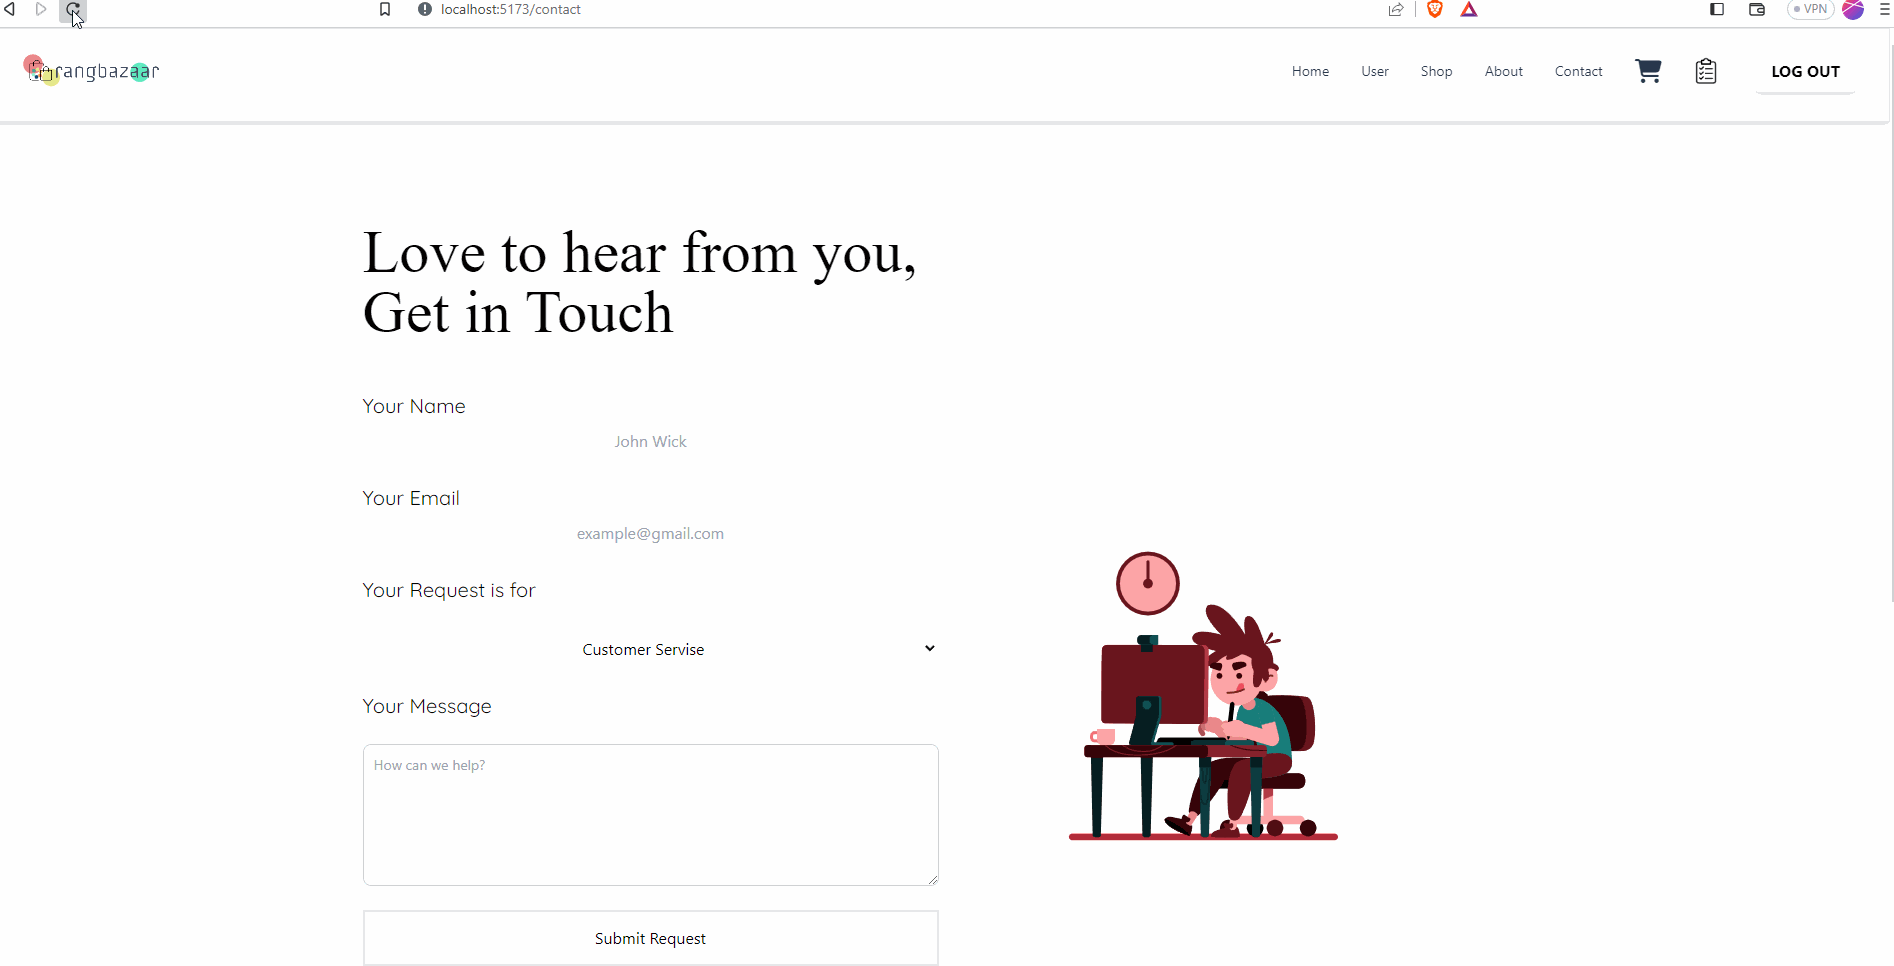 localhost:5173/contact
VPN
rangbazaar
Home User Shop About Contact LOG OUT
Love to hear from you,
Get in Touch
Your Name
John Wick
Your Email
example@gmail.com
Your Request is for
Customer Servise
Your Message
How can we help?
Submit Request